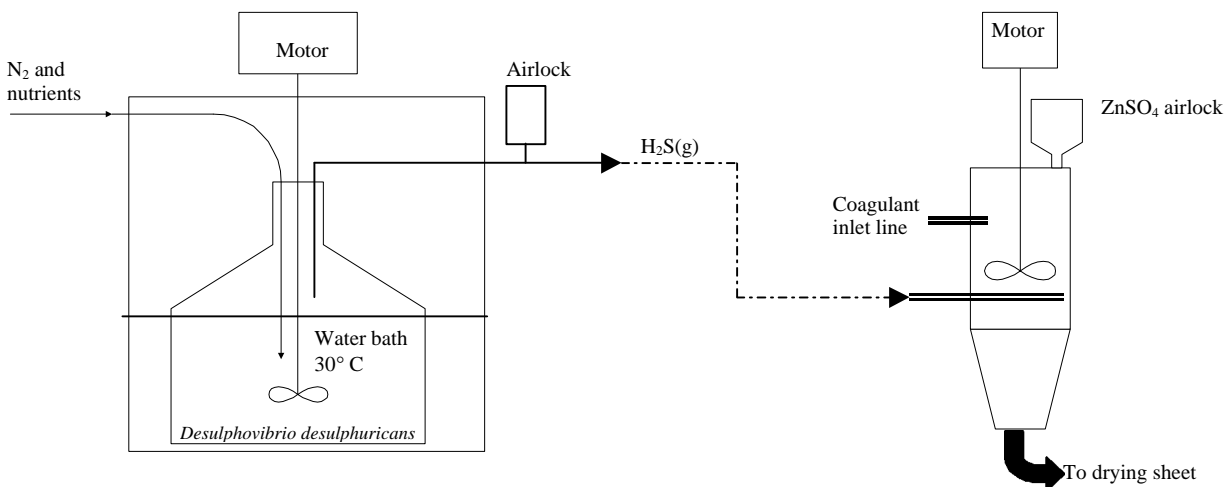 Motor
N₂ and
nutrients
Airlock
H₂S(g)
Water bath
30° C
Desulphovibrio desulphuricans
Motor
ZnSO₄ airlock
Coagulant
inlet line
To drying sheet